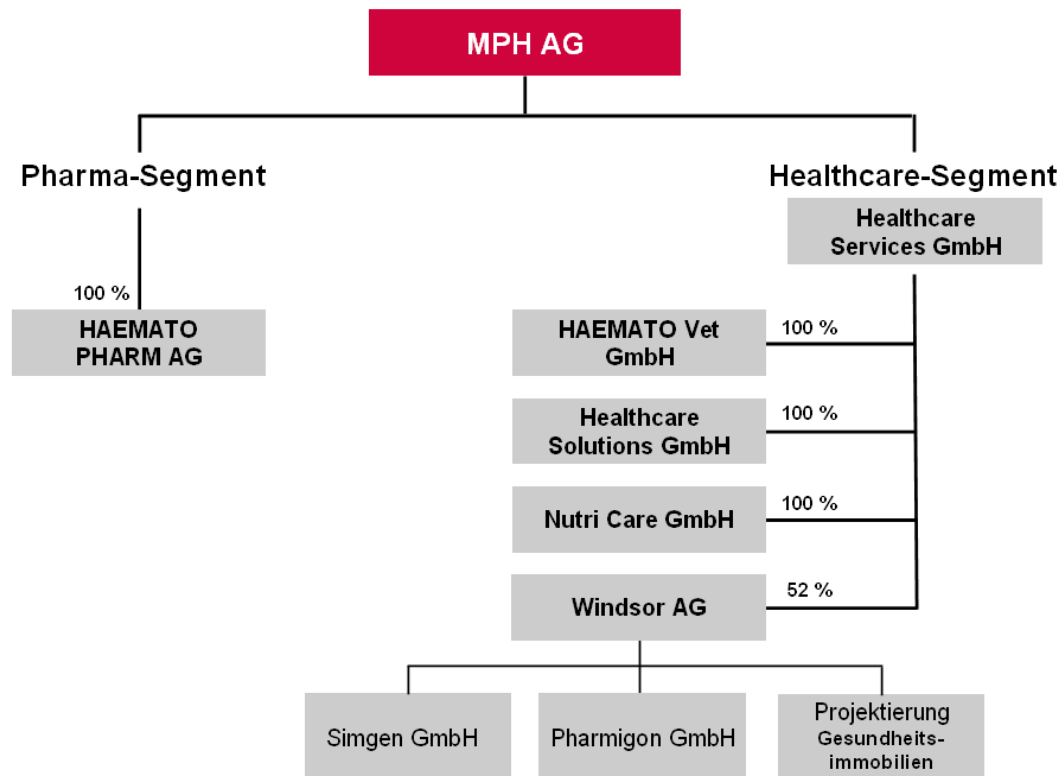 MPH AG
Pharma-Segment
Healthcare-Segment
Healthcare
Services GmbH
100 %
HAEMATO
PHARM AG
HAEMATO Vet
GmbH
100 %
Healthcare
Solutions GmbH
100 %
Nutri Care GmbH
100 %
Windsor AG
52 %
Simgen GmbH
Pharmigon GmbH
Projektierung
Gesundheits-
immobilien